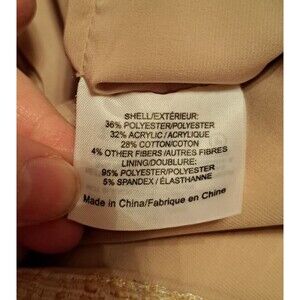 SHELL/EXTÉRIEUR:
36% POLYESTER/POLYESTER
32% ACRYLIC/ACRYLIQUE
28% COTTON/COTON
4% OTHER FIBERS/AUTRES FIBRES
LINING/DOUBLURE:
95% POLYESTER/POLYESTER
5% SPANDEX/ÉLASTHANNE
Made in China/Fabriqué en Chine